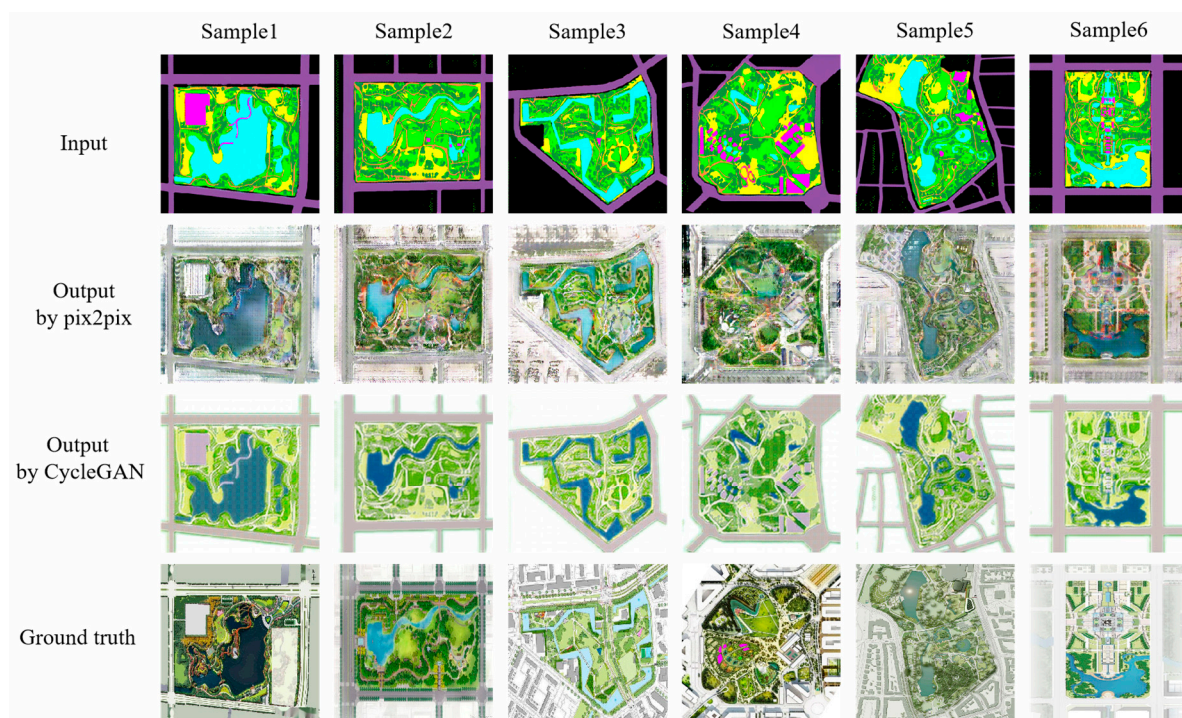 Sample1 Sample2 Sample3 Sample4 Sample5 Sample6
Input
Output
by pix2pix
Output
by CycleGAN
Ground truth